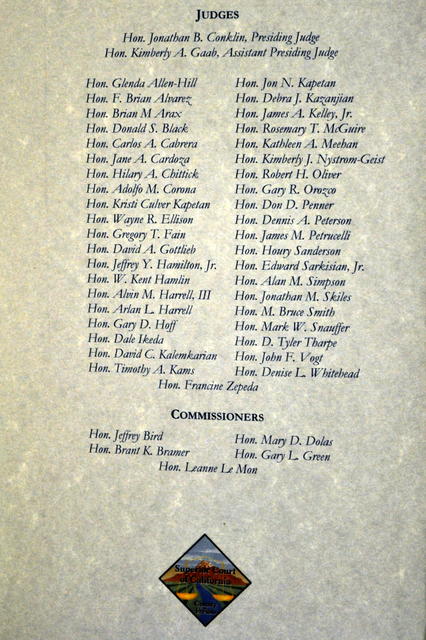 JUDGES
Hon. Jonathan B. Conklin, Presiding Judge
Hon. Kimberly A. Gaab, Assistant Presiding Judge
Hon. Glenda Allen-Hill
Hon. F. Brian Alvarez
Hon. Brian M Arax
Hon. Donald S. Black
Hon. Carlos A. Cabrera
Hon. Jane A. Cardoza
Hon. Hilary A. Chittick
Hon. Adolfo M. Corona
Hon. Kristi Culver Kapetan
Hon. Wayne R. Ellison
Hon. Gregory T. Fain
Hon. David A. Gottlieb
Hon. Jeffrey Y. Hamilton, Jr.
Hon. W. Kent Hamlin
Hon. Alvin M. Harrell, III
Hon. Arlan L. Harrell
Hon. Gary D. Hoff
Hon. Dale Ikeda
Hon. David C. Kalemkarian
Hon. Timothy A. Kams
Hon. Jon N. Kapetan
Hon. Debra J. Kazanjian
Hon. James A. Kelley, Jr.
Hon. Rosemary T. McGuire
Hon. Kathleen A. Meehan
Hon. Kimberly J. Nystrom-Geist
Hon. Robert H. Oliver
Hon. Gary R. Orozco
Hon. Don D. Penner
Hon. Dennis A. Peterson
Hon. James M. Petrucelli
Hon. Houry Sanderson
Hon. Edward Sarkisian, Jr.
Hon. Alan M. Simpson
Hon. Jonathan M. Skiles
Hon. M. Bruce Smith
Hon. Mark W. Snauffer
Hon. D. Tyler Tharpe
Hon. John F. Vogt
Hon. Denise L. Whitehead
Hon. Francine Zepeda
COMMISSIONERS
Hon. Jeffrey Bird
Hon. Brant K. Bramer
Hon. Mary D. Dolas
Hon. Gary L. Green
Hon. Leanne Le Mon
Superior Court
of California
County